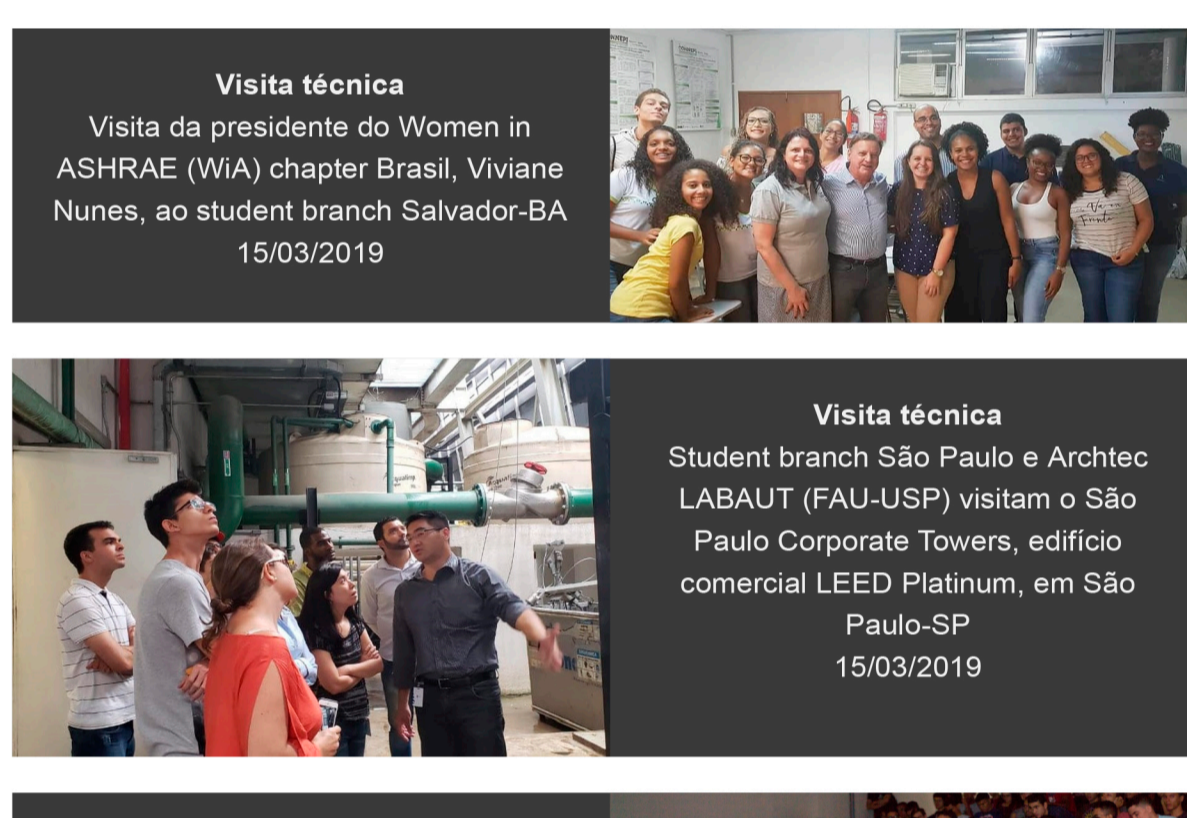 Visita técnica
Visita da presidente do Women in
ASHRAE (WiA) chapter Brasil, Viviane
Nunes, ao student branch Salvador-BA
15/03/2019
Visita técnica
Student branch São Paulo e Archtec
LABAUT (FAU-USP) visitam o São
Paulo Corporate Towers, edifício
comercial LEED Platinum, em São
Paulo-SP
15/03/2019